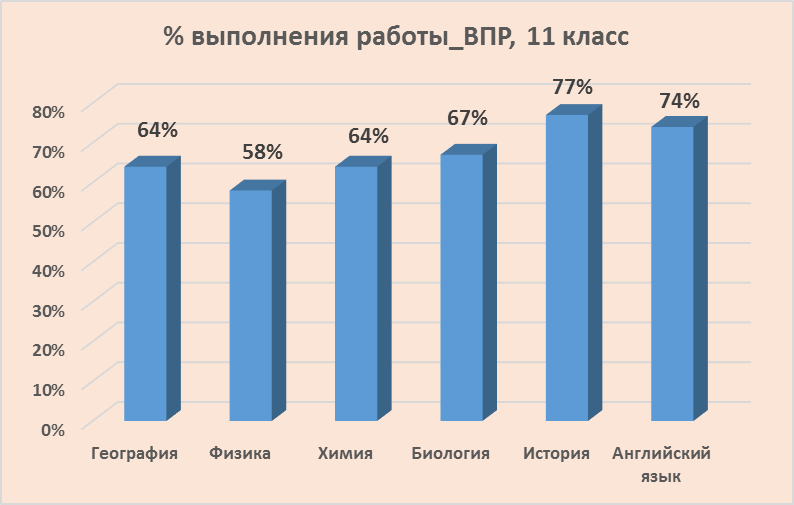 % выполнения работы_ВПР, 11 класс
80%
70%
60%
50%
40%
30%
20%
10%
0%
64%
58%
64%
67%
77%
74%
География
Физика
Химия
Биология
История
Английский
язык